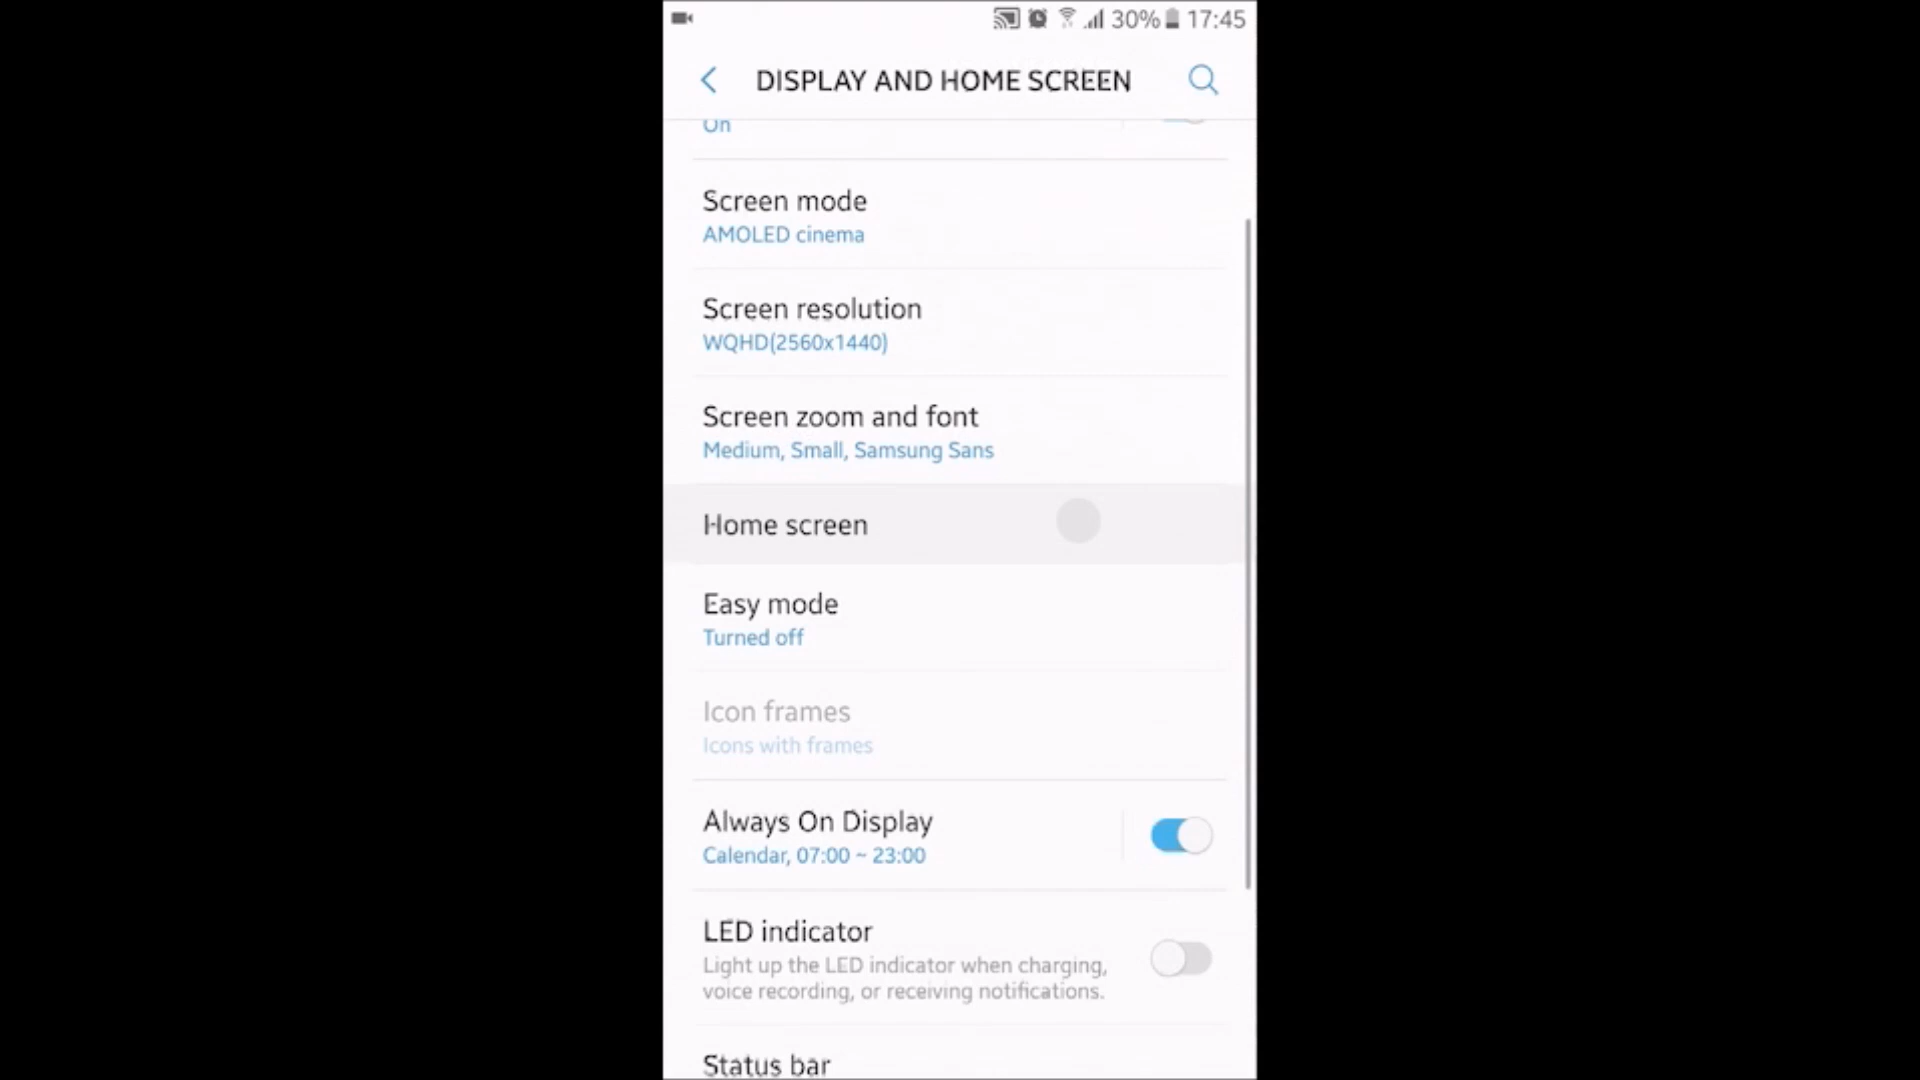 30% 17:45
DISPLAY AND HOME SCREEN
On
Screen mode
AMOLED cinema
Screen resolution
WQHD(2560x1440)
Screen zoom and font
Medium, Small, Samsung Sans
Home screen
Easy mode
Turned off
Icon frames
Icons with frames
Always On Display
Calendar, 07:00 ~ 23:00
LED indicator
Light up the LED indicator when charging,
voice recording, or receiving notifications.
Status bar